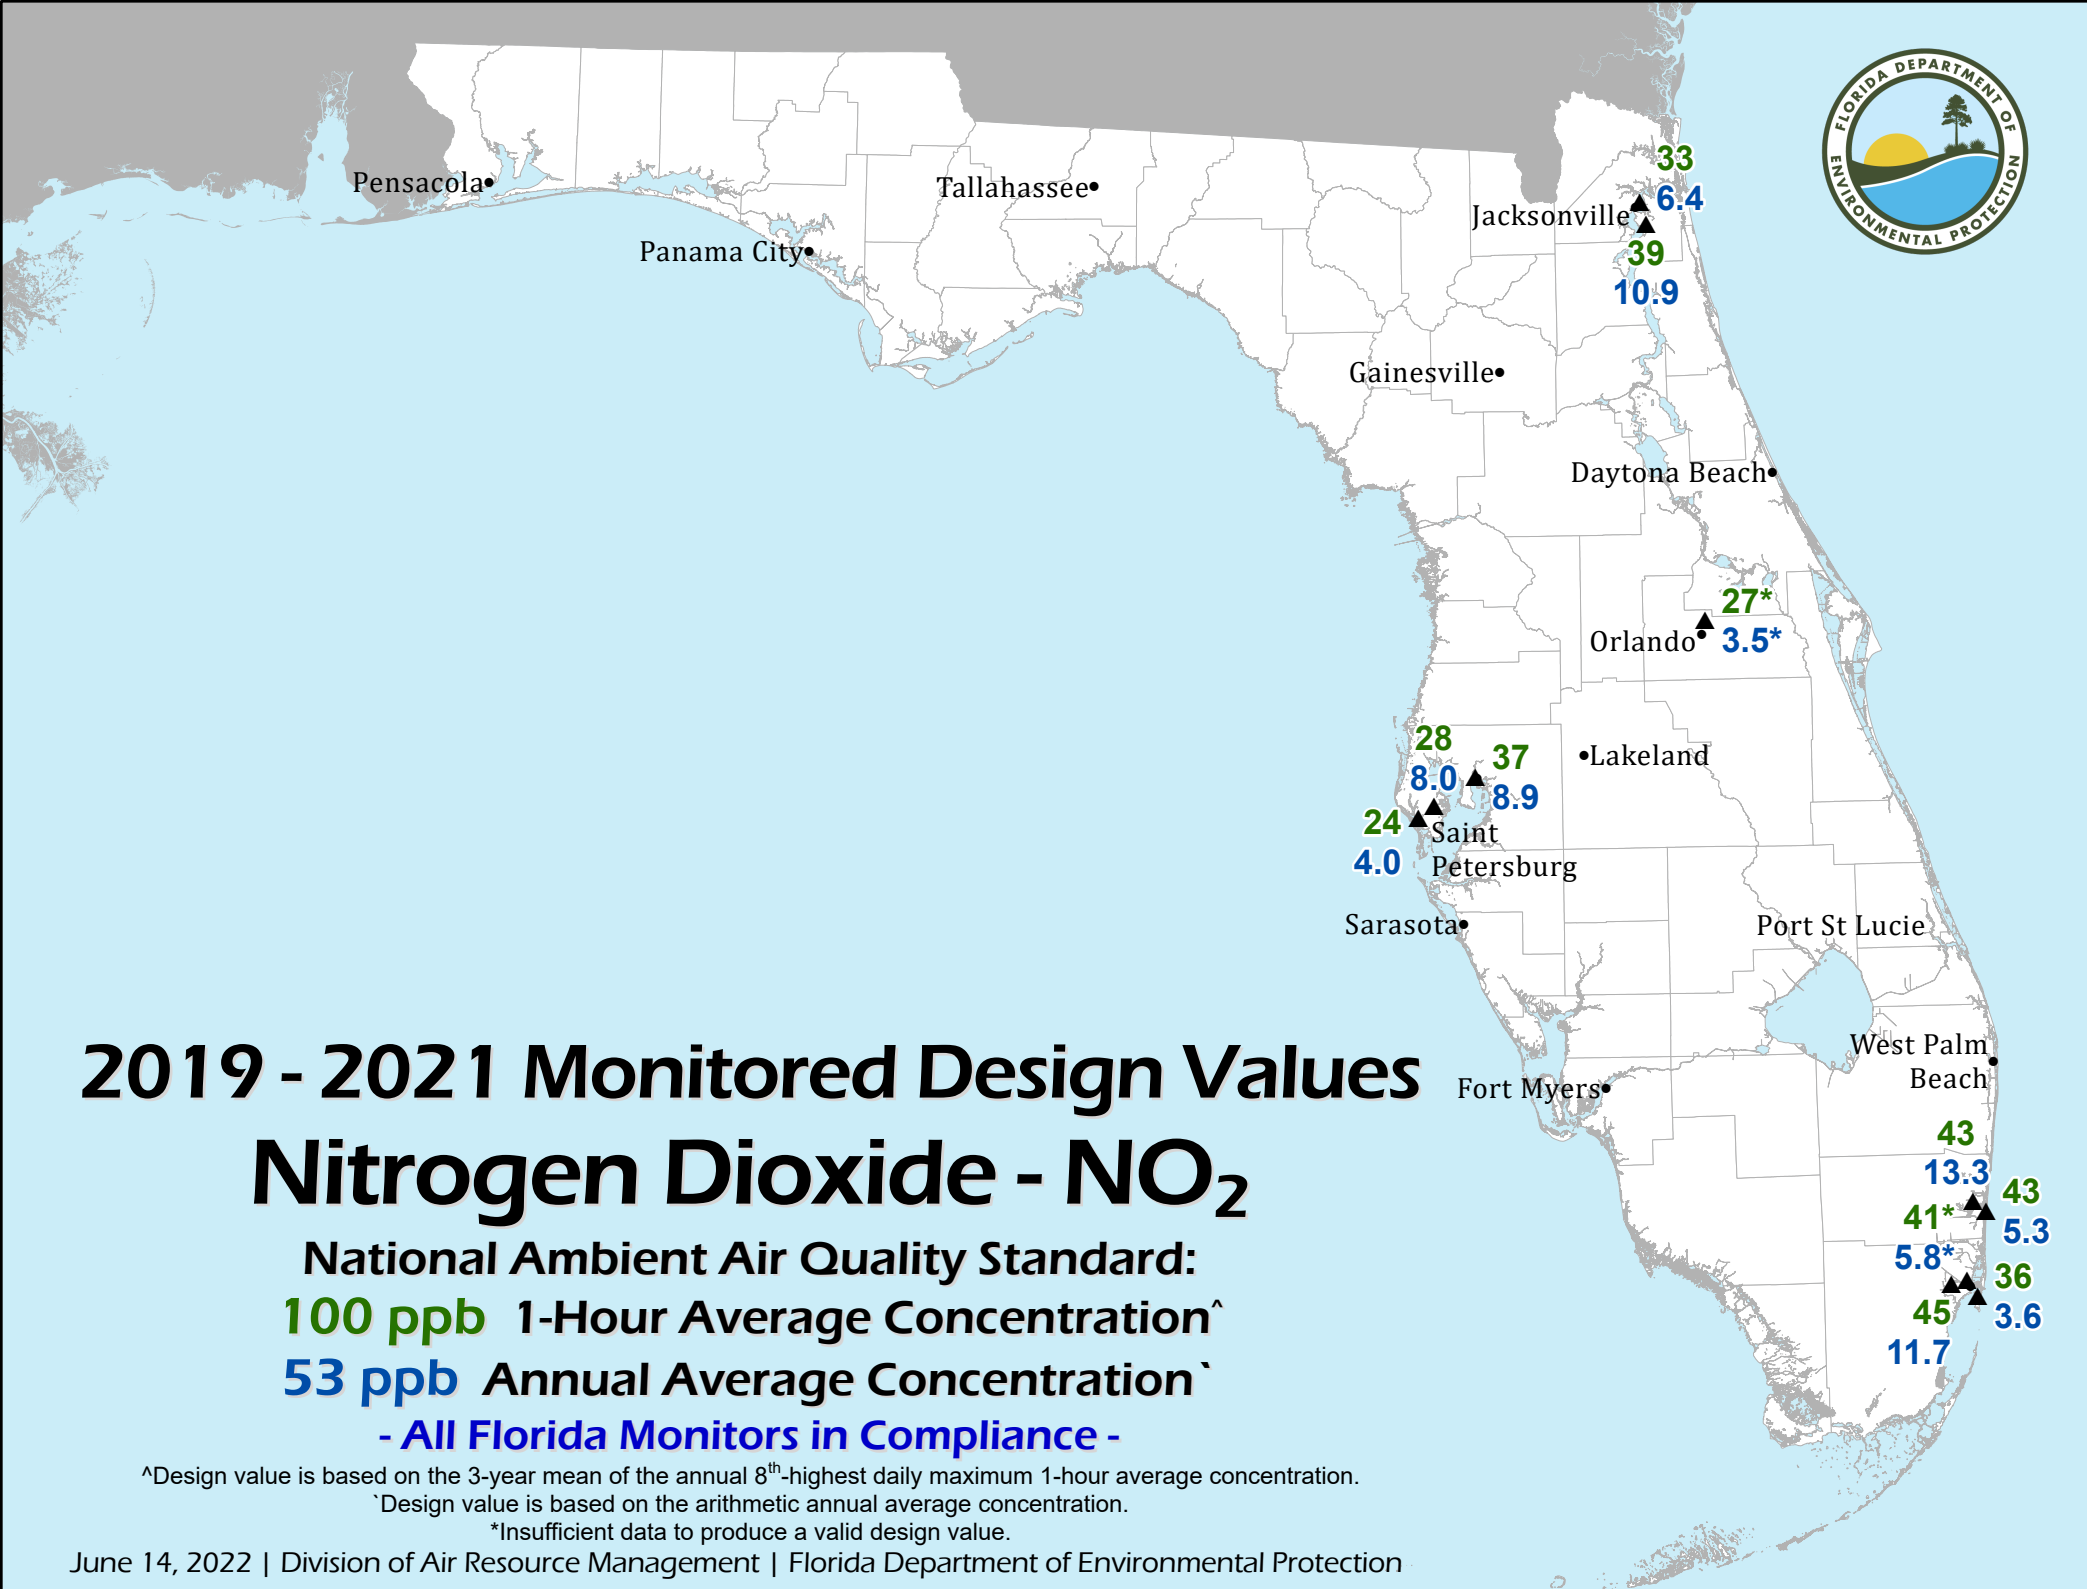 FLORIDA DEPARTMENT OF
ENVIRONMENTAL PROTECTION
33
Pensacola
Tallahassee
6.4
Jacksonville
39
Panama City
10.9
Gainesville
Daytona Beach
27*
Orlando
3.5*
28
37
Lakeland
8.0
8.9
24
Saint
4.0
Petersburg
Sarasota
Port St Lucie
West Palm
Beach
Fort Myers
43
13.3
43
41*
5.3
5.8*
36
45
3.6
11.7
2019 - 2021 Monitored Design Values
Nitrogen Dioxide - NO₂
National Ambient Air Quality Standard:
100 ppb 1-Hour Average Concentration^
53 ppb Annual Average Concentration`
- All Florida Monitors in Compliance -
^Design value is based on the 3-year mean of the annual 8th-highest daily maximum 1-hour average concentration.
`Design value is based on the arithmetic annual average concentration.
*Insufficient data to produce a valid design value.
June 14, 2022 | Division of Air Resource Management | Florida Department of Environmental Protection